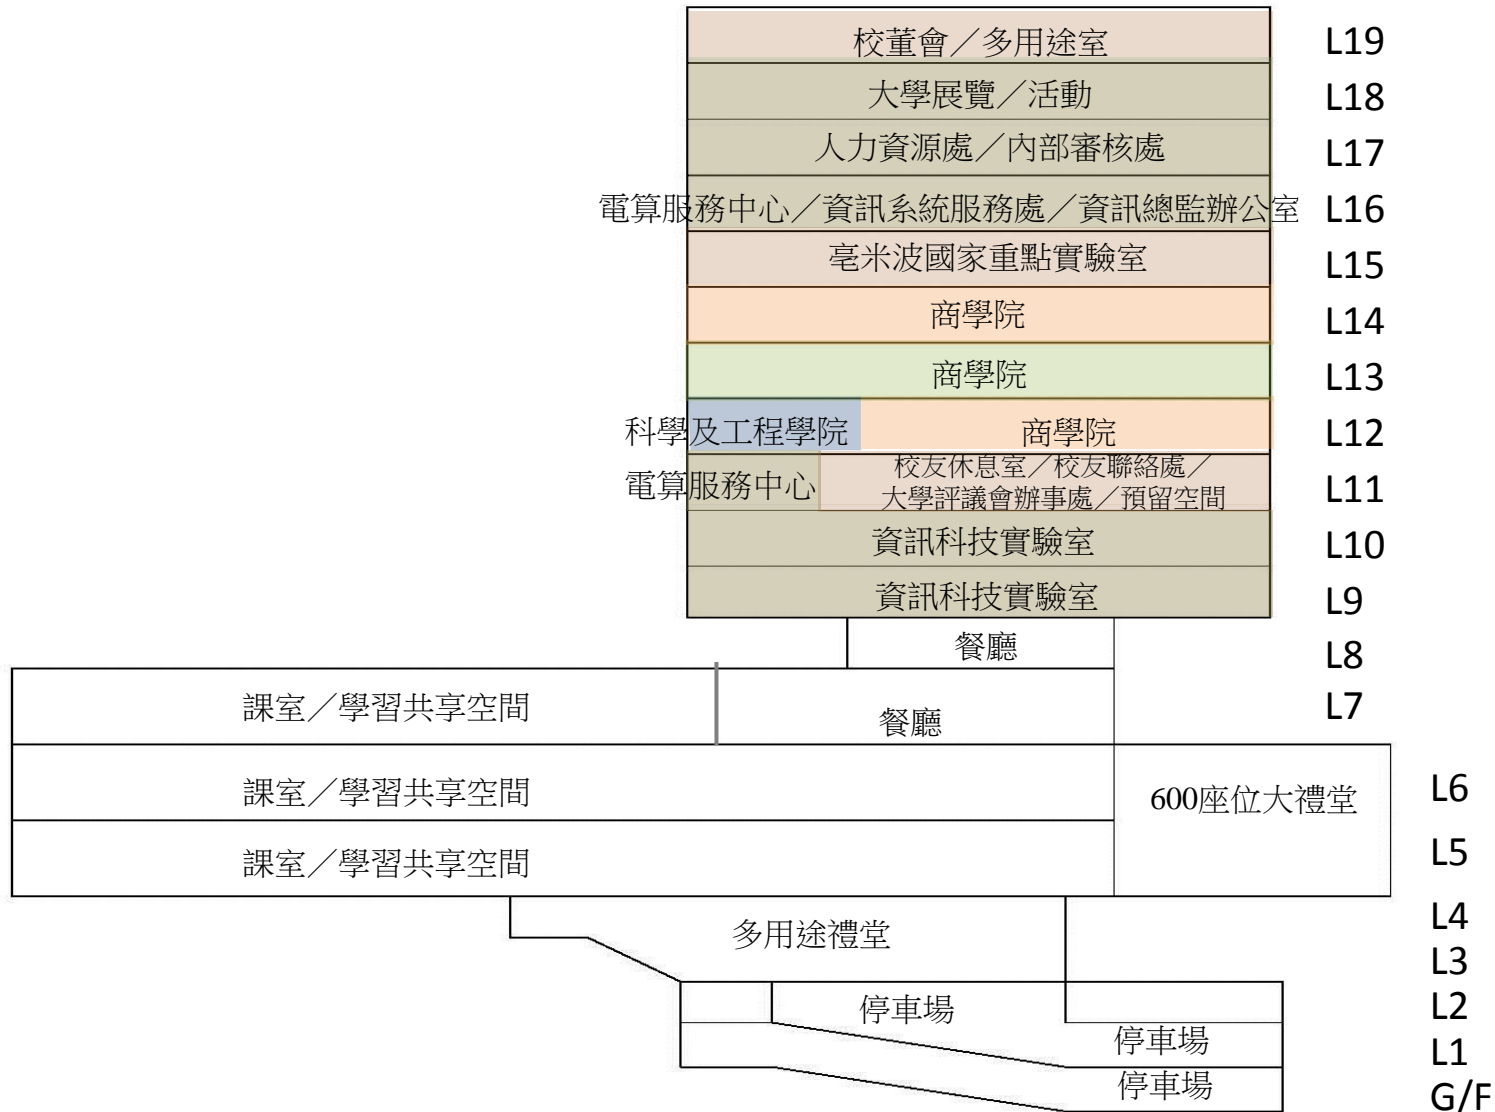 校董會／多用途室 L19
大學展覽／活動 L18
人力資源處／內部審核處 L17
電算服務中心／資訊系統服務處／資訊總監辦公室 L16
毫米波國家重點實驗室 L15
商學院 L14
商學院 L13
科學及工程學院 商學院 L12
電算服務中心 校友休息室／校友聯絡處／
大學評議會辦事處／預留空間 L11
資訊科技實驗室 L10
資訊科技實驗室 L9
餐廳 L8
課室／學習共享空間 餐廳 L7
課室／學習共享空間 600座位大禮堂 L6
課室／學習共享空間 L5
多用途禮堂 L4
L3
停車場 L2
停車場 L1
停車場 G/F